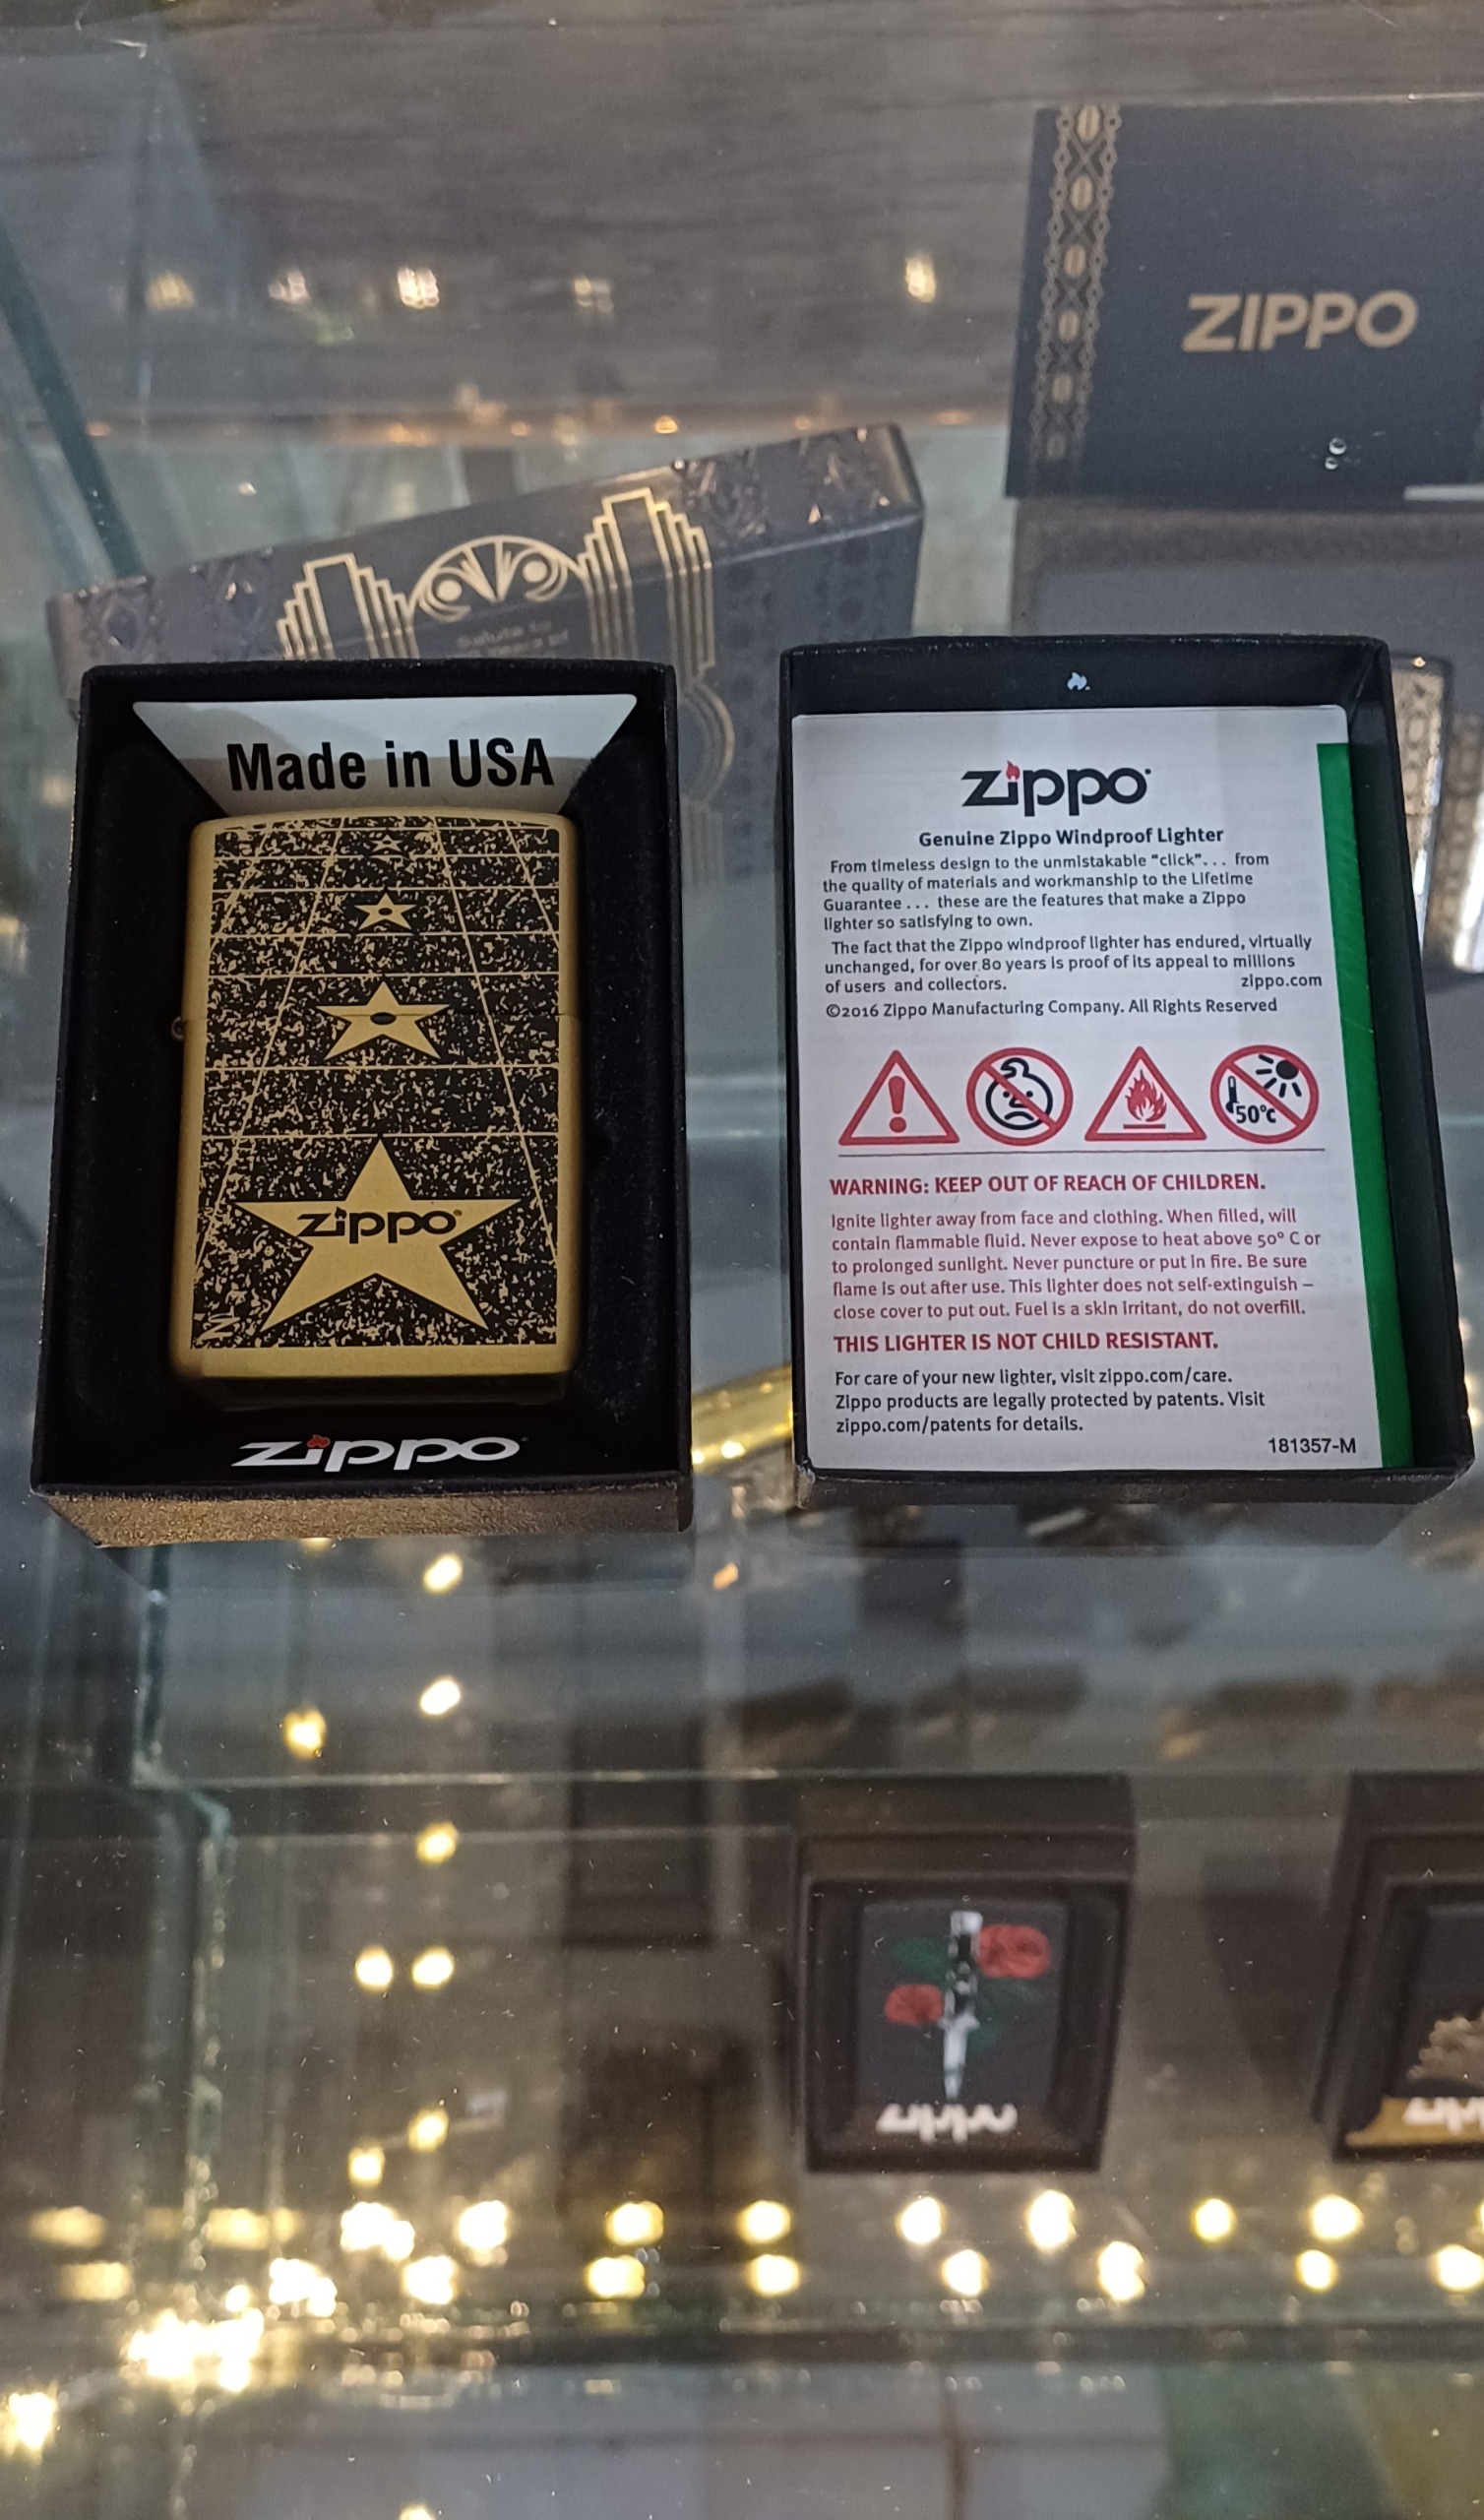 ZIPPO
Salute to
Made in USA
zippo
zippo
zippo
Genuine Zippo Windproof Lighter
From timeless design to the unmistakable "click". . . from
the quality of materials and workmanship to the Lifetime
Guarantee . . . these are the features that make a Zippo
lighter so satisfying to own.
The fact that the Zippo windproof lighter has endured, virtually
unchanged, for over 80 years is proof of its appeal to millions
of users and collectors. zippo.com
©2016 Zippo Manufacturing Company. All Rights Reserved
50°C
WARNING: KEEP OUT OF REACH OF CHILDREN.
Ignite lighter away from face and clothing. When filled, will
contain flammable fluid. Never expose to heat above 50° C or
to prolonged sunlight. Never puncture or put in fire. Be sure
flame is out after use. This lighter does not self-extinguish –
close cover to put out. Fuel is a skin irritant, do not overfill.
THIS LIGHTER IS NOT CHILD RESISTANT.
For care of your new lighter, visit zippo.com/care.
Zippo products are legally protected by patents. Visit
zippo.com/patents for details.
181357-M
zippo